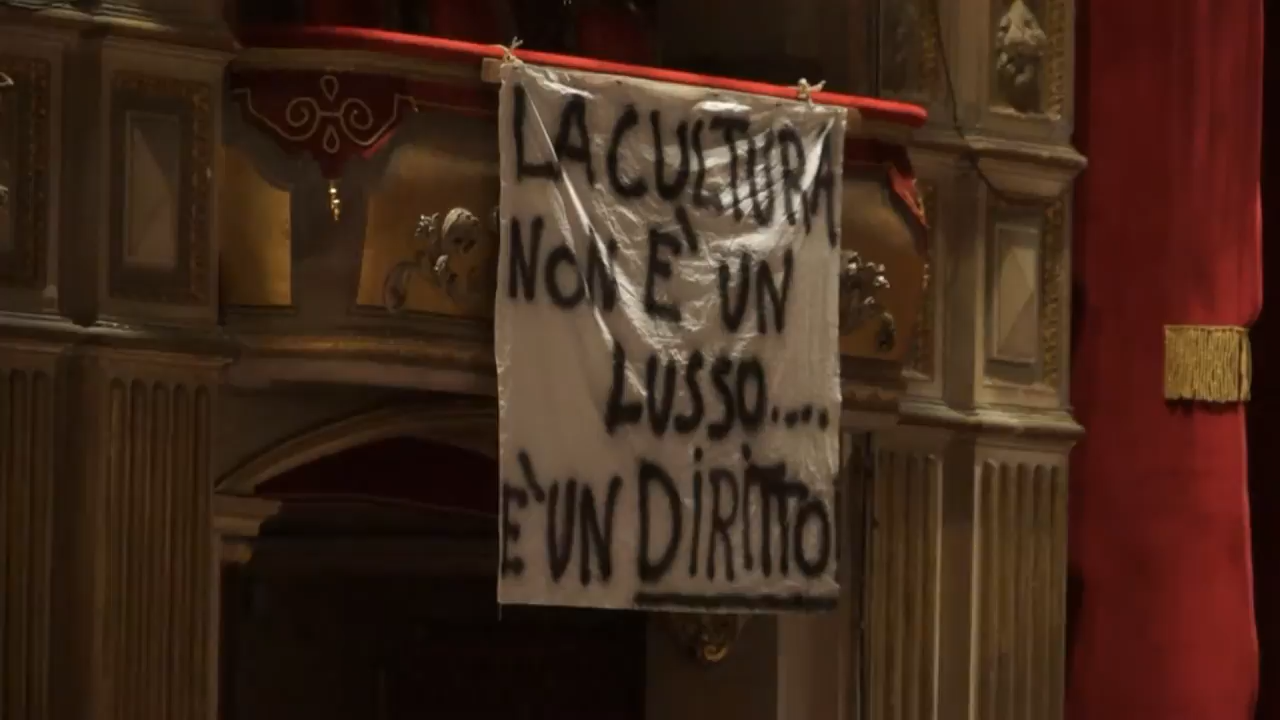 LA CULTURA
NON È UN
LUSSO....
È UN DiRiTTO